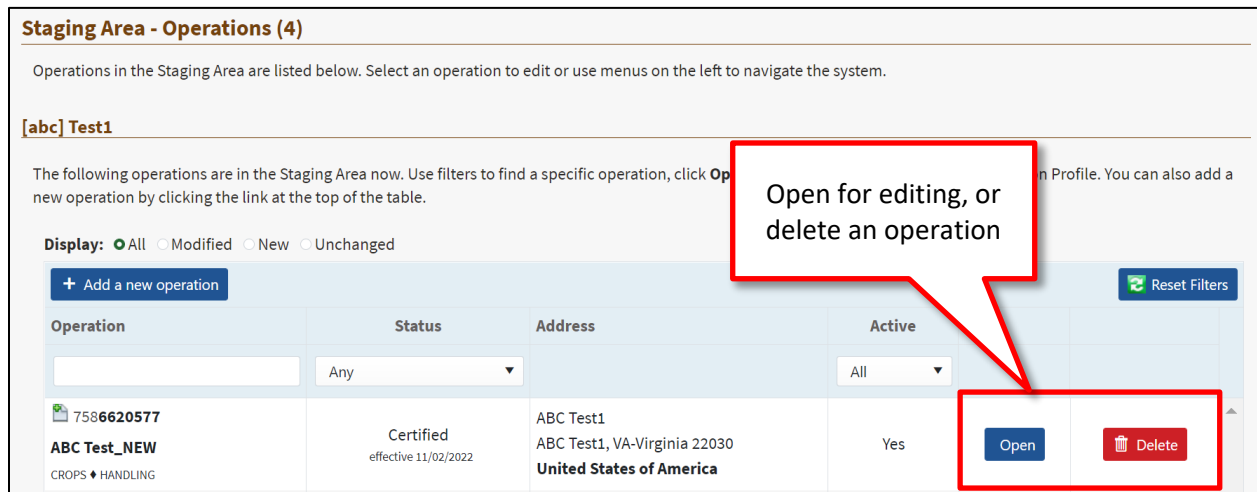 Staging Area - Operations (4)
Operations in the Staging Area are listed below. Select an operation to edit or use menus on the left to navigate the system.
[abc] Test1
The following operations are in the Staging Area now. Use filters to find a specific operation, click Op
Profile. You can also add a
new operation by clicking the link at the top of the table.
Open for editing, or
delete an operation
Display: All Modified New Unchanged
+ Add a new operation
Reset Filters
Operation Status Address Active
Any All
7586620577
ABC Test_NEW
CROPS ♦ HANDLING
Certified
effective 11/02/2022
ABC Test1
ABC Test1, VA-Virginia 22030
United States of America
Yes
Open
Delete